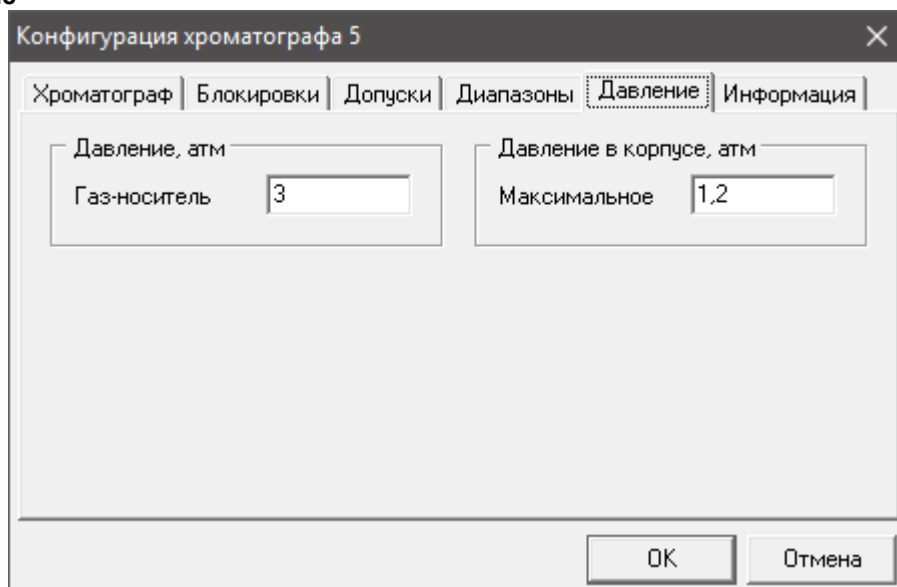 Конфигурация хроматографа 5
Хроматограф Блокировки Допуски Диапазоны Давление Информация
Давление, атм Давление в корпусе, атм
Газ-носитель 3 Максимальное 1,2
OK Отмена